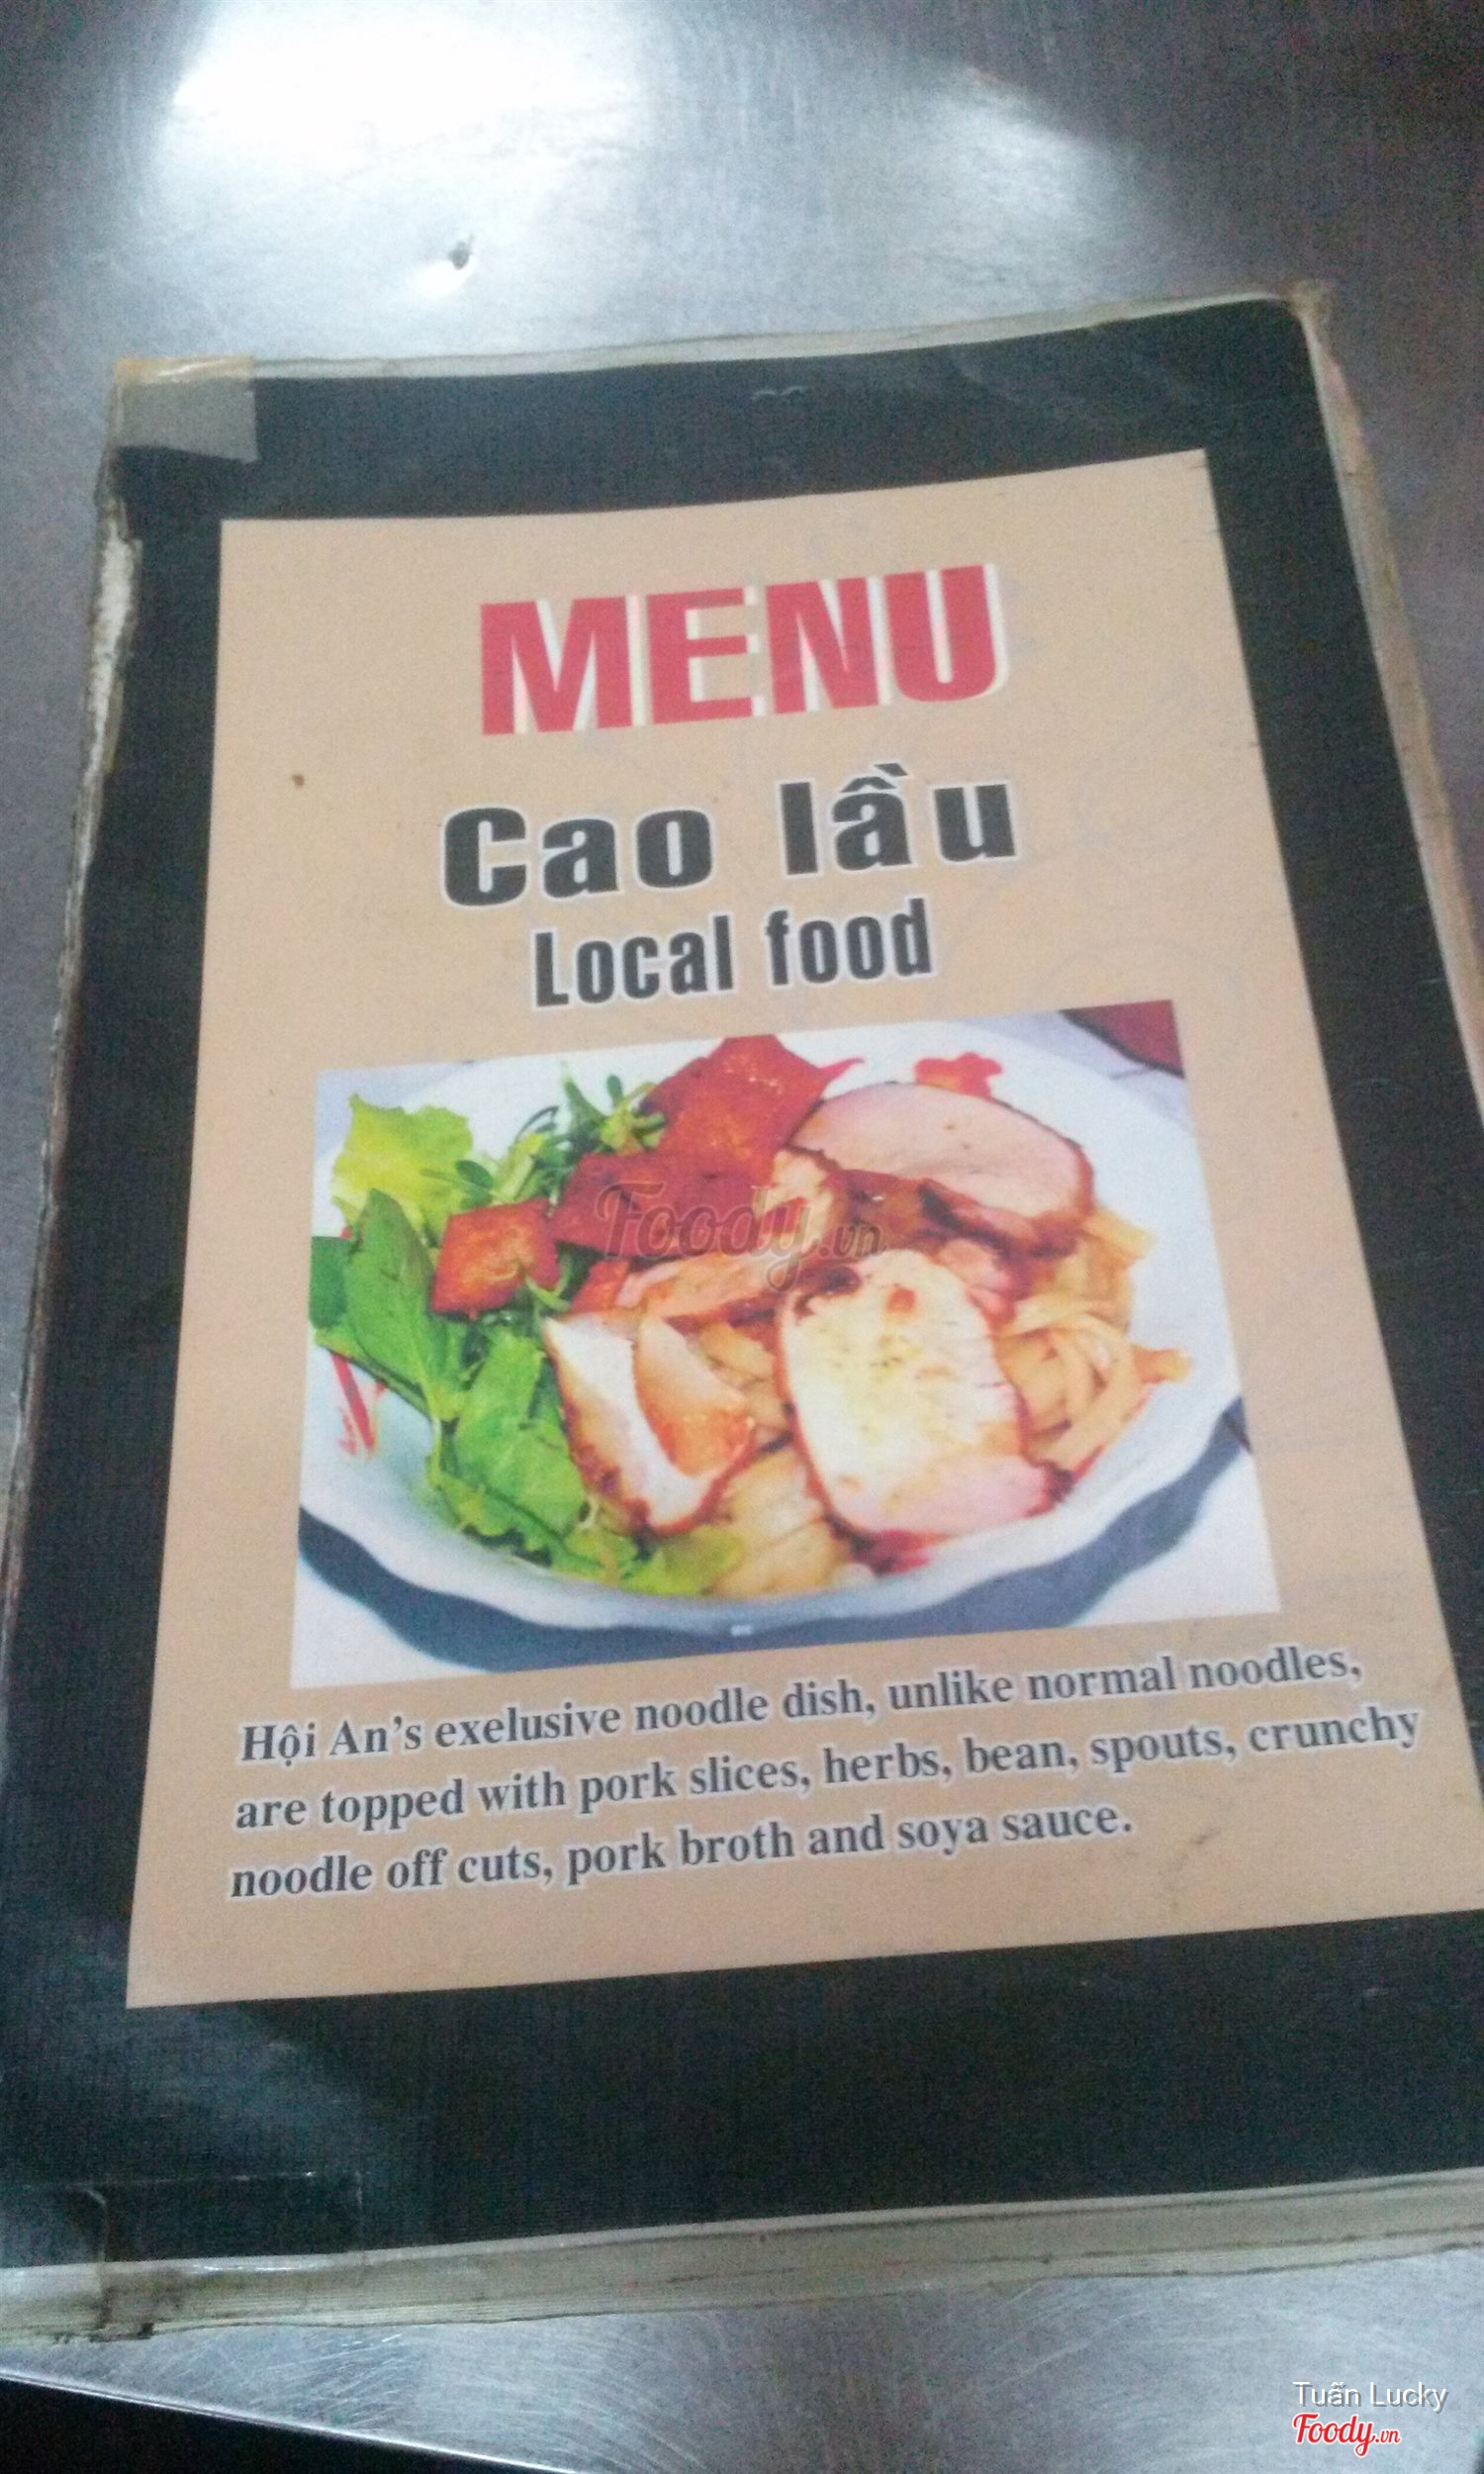 MENU
Cao lầu
Local food
Foody.vn
Hội An's exelusive noodle dish, unlike normal noodles,
are topped with pork slices, herbs, bean, spouts, crunchy
noodle off cuts, pork broth and soya sauce.
Tuấn Lucky
Foody.vn